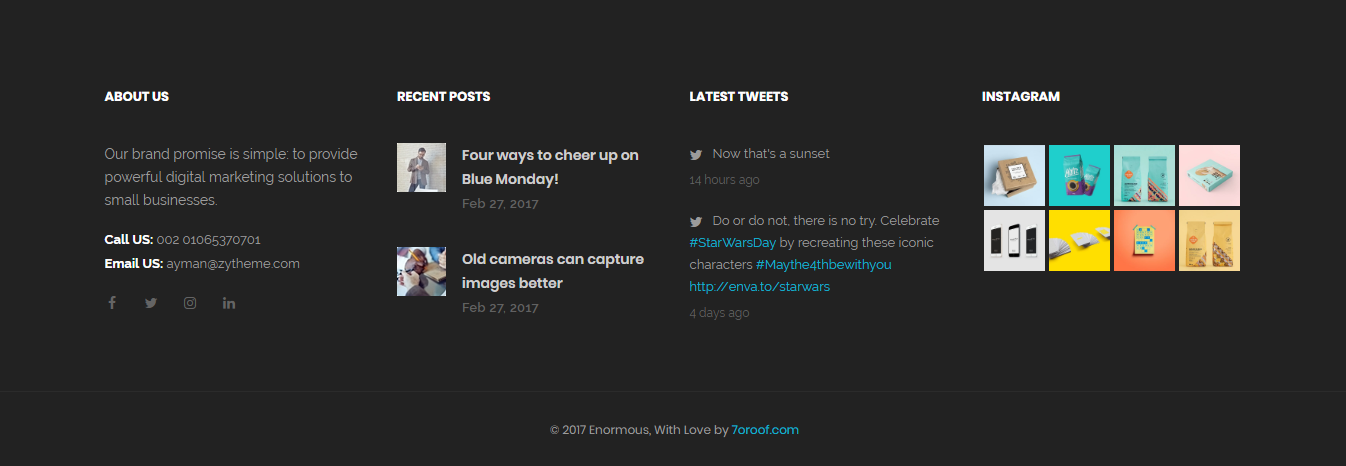 ABOUT US
Our brand promise is simple: to provide
powerful digital marketing solutions to
small businesses.
Call US: 002 01065370701
Email US: ayman@zytheme.com
RECENT POSTS
Four ways to cheer up on
Blue Monday!
Feb 27, 2017
Old cameras can capture
images better
Feb 27, 2017
LATEST TWEETS
Now that's a sunset
14 hours ago
Do or do not, there is no try. Celebrate
#StarWarsDay by recreating these iconic
characters #Maythe4thbewithyou
http://enva.to/starwars
4 days ago
INSTAGRAM
© 2017 Enormous, With Love by 7oroof.com